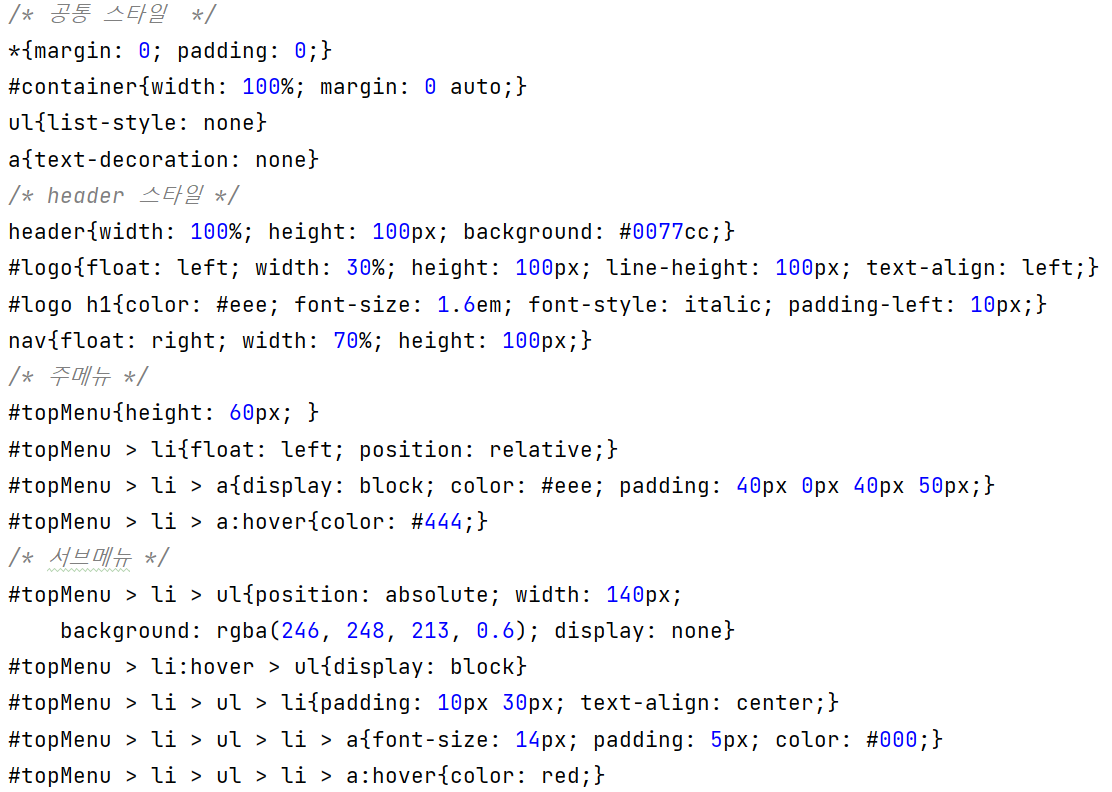 /* 공통 스타일  */
*{margin: 0; padding: 0;}
#container{width: 100%; margin: 0 auto;}
ul{list-style: none}
a{text-decoration: none}
/* header 스타일 */
header{width: 100%; height: 100px; background: #0077cc;}
#logo{float: left; width: 30%; height: 100px; line-height: 100px; text-align: left;}
#logo h1{color: #eee; font-size: 1.6em; font-style: italic; padding-left: 10px;}
nav{float: right; width: 70%; height: 100px;}
/* 주메뉴 */
#topMenu{height: 60px; }
#topMenu > li{float: left; position: relative;}
#topMenu > li > a{display: block; color: #eee; padding: 40px 0px 40px 50px;}
#topMenu > li > a:hover{color: #444;}
/* 서브메뉴 */
#topMenu > li > ul{position: absolute; width: 140px;
    background: rgba(246, 248, 213, 0.6); display: none}
#topMenu > li:hover > ul{display: block}
#topMenu > li > ul > li{padding: 10px 30px; text-align: center;}
#topMenu > li > ul > li > a{font-size: 14px; padding: 5px; color: #000;}
#topMenu > li > ul > li > a:hover{color: red;}